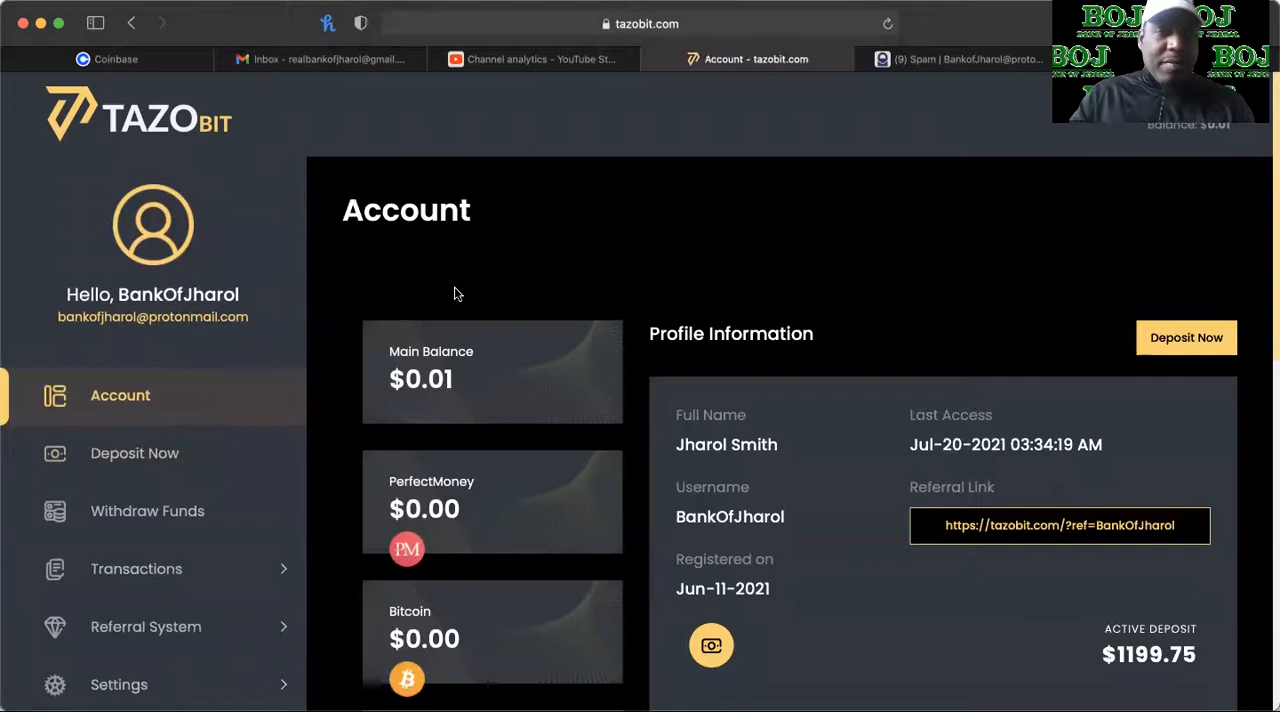 tazobit.com
Coinbase
Inbox - realbankofjharol@gmail....
Channel analytics - YouTube St...
Account - tazobit.com
(9) Spam | BankofJharol@proto...
BOJ
BOJ
BOJ
TAZOBIT
Balance: $0.01
Account
Hello, BankOfJharol
bankofjharol@protonmail.com
Main Balance
$0.01
Profile Information
Deposit Now
Account
Full Name
Last Access
Jharol Smith
Jul-20-2021 03:34:19 AM
Deposit Now
PerfectMoney
$0.00
PM
Username
Referral Link
BankOfJharol
https://tazobit.com/?ref=BankOfJharol
Withdraw Funds
Registered on
Jun-11-2021
Transactions
Bitcoin
$0.00
Referral System
ACTIVE DEPOSIT
$1199.75
Settings